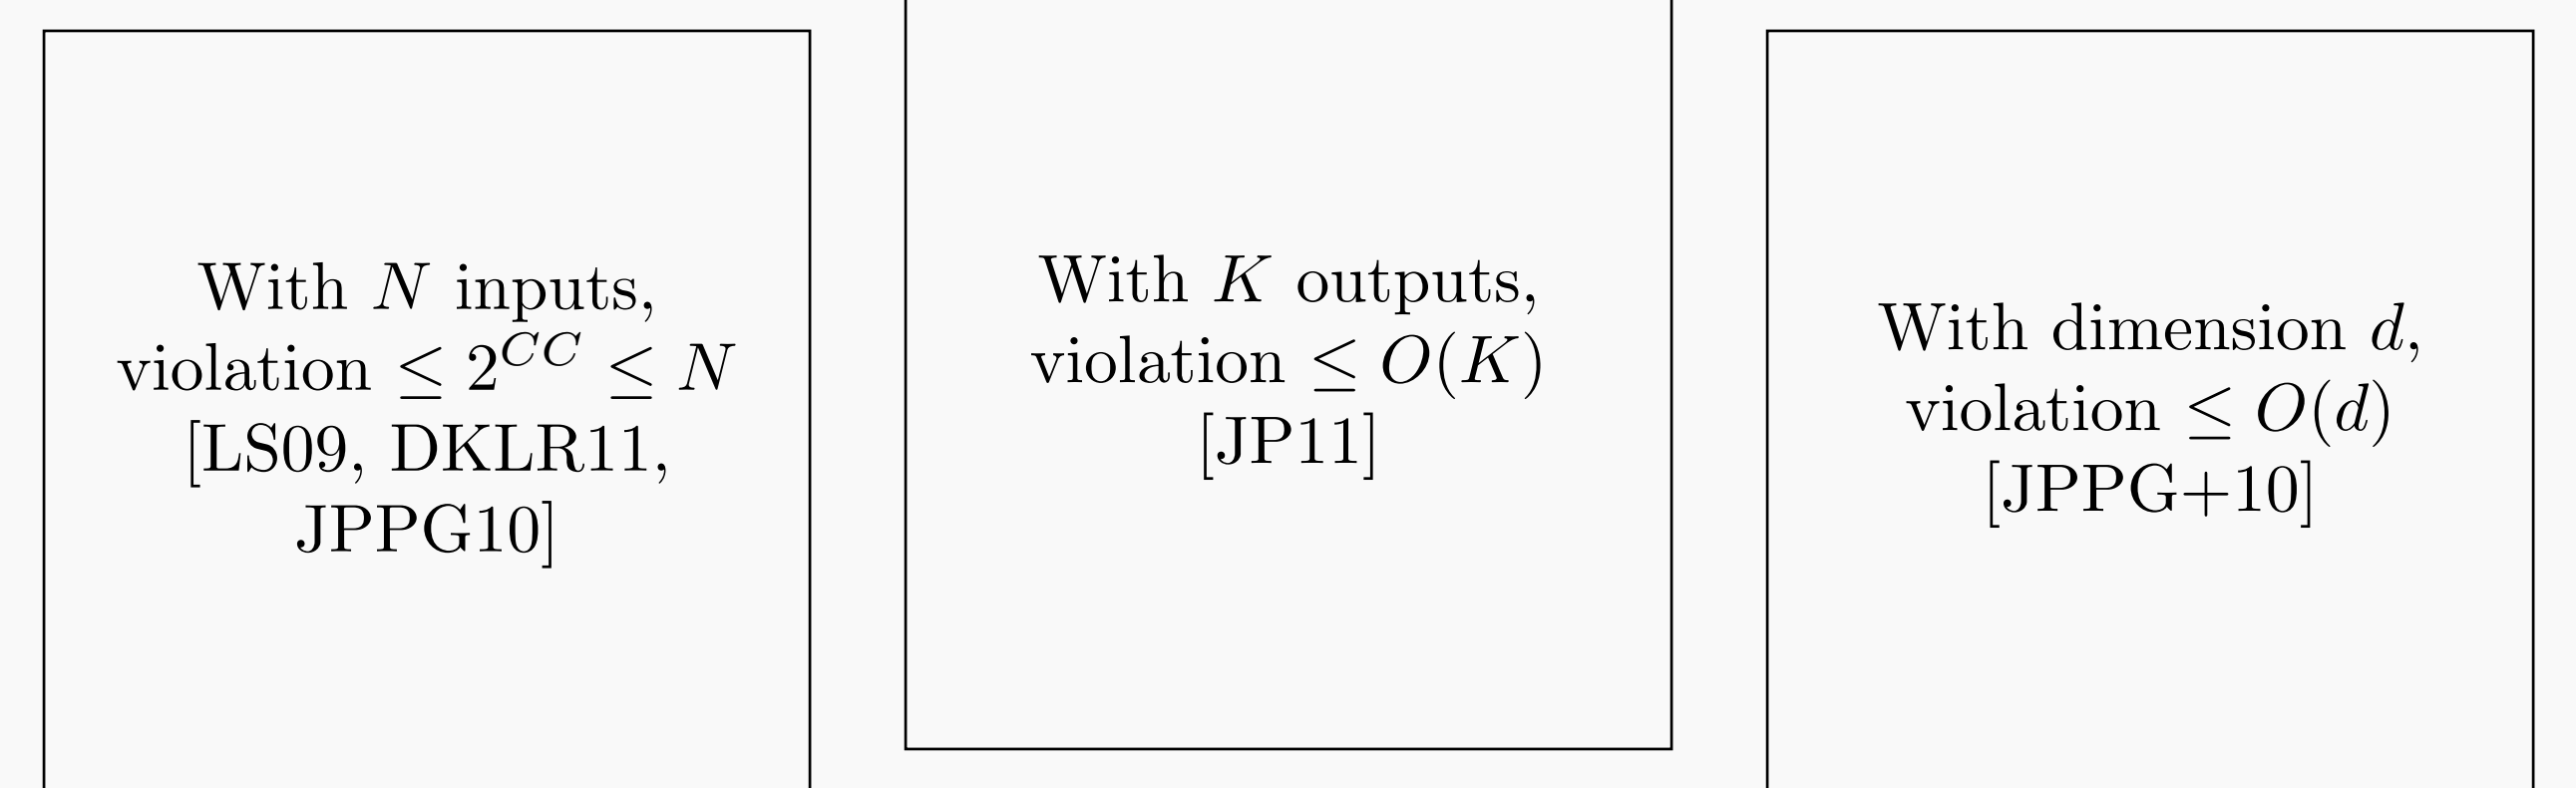 With N inputs,
violation ≤ 2^{CC} ≤ N
[LS09, DKLR11,
JPPG10]
With K outputs,
violation ≤ O(K)
[JP11]
With dimension d,
violation ≤ O(d)
[JPPG+10]